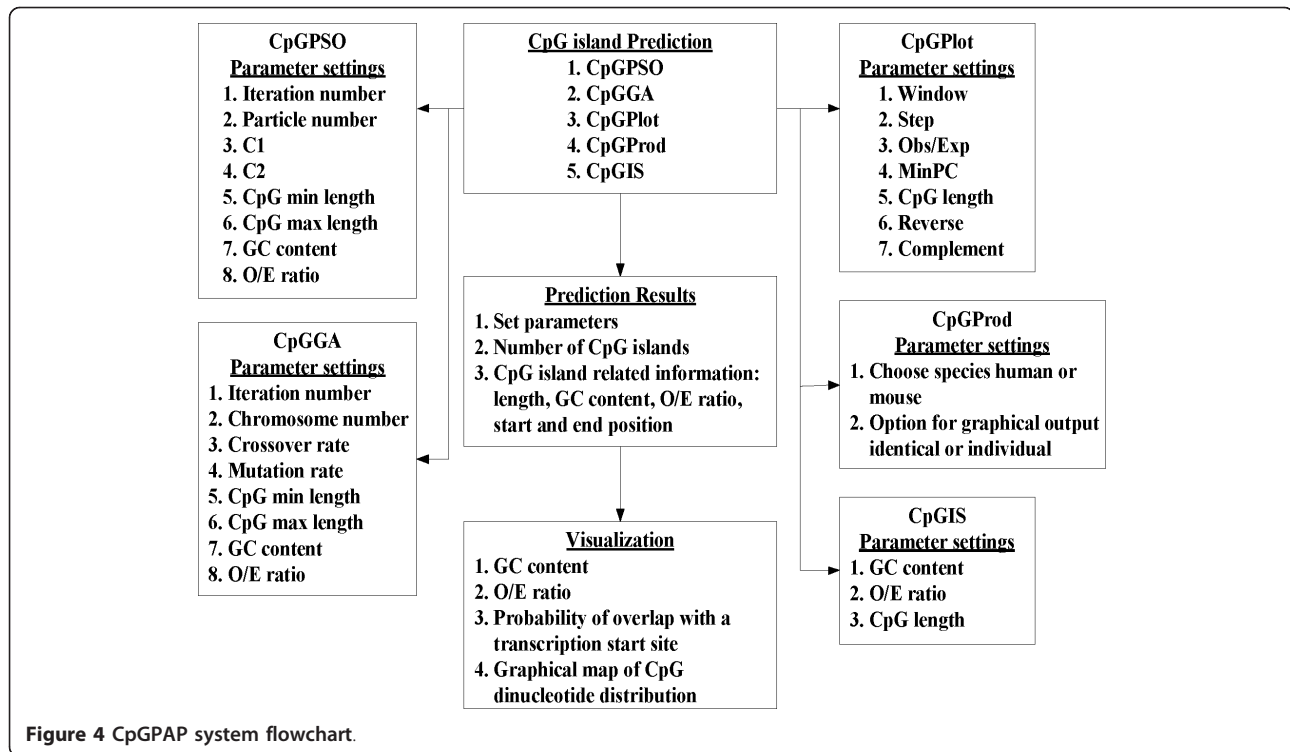 CpGPSO
Parameter settings
1. Iteration number
2. Particle number
3. C1
4. C2
5. CpG min length
6. CpG max length
7. GC content
8. O/E ratio
CpG island Prediction
1. CpGPSO
2. CpGGA
3. CpGPlot
4. CpGProd
5. CpGIS
CpGPlot
Parameter settings
1. Window
2. Step
3. Obs/Exp
4. MinPC
5. CpG length
6. Reverse
7. Complement
Prediction Results
1. Set parameters
2. Number of CpG islands
3. CpG island related information:
length, GC content, O/E ratio,
start and end position
CpGGA
Parameter settings
1. Iteration number
2. Chromosome number
3. Crossover rate
4. Mutation rate
5. CpG min length
6. CpG max length
7. GC content
8. O/E ratio
CpGProd
Parameter settings
1. Choose species human or
mouse
2. Option for graphical output
identical or individual
Visualization
1. GC content
2. O/E ratio
3. Probability of overlap with a
transcription start site
4. Graphical map of CpG
dinucleotide distribution
CpGIS
Parameter settings
1. GC content
2. O/E ratio
3. CpG length
Figure 4 CpGPAP system flowchart.